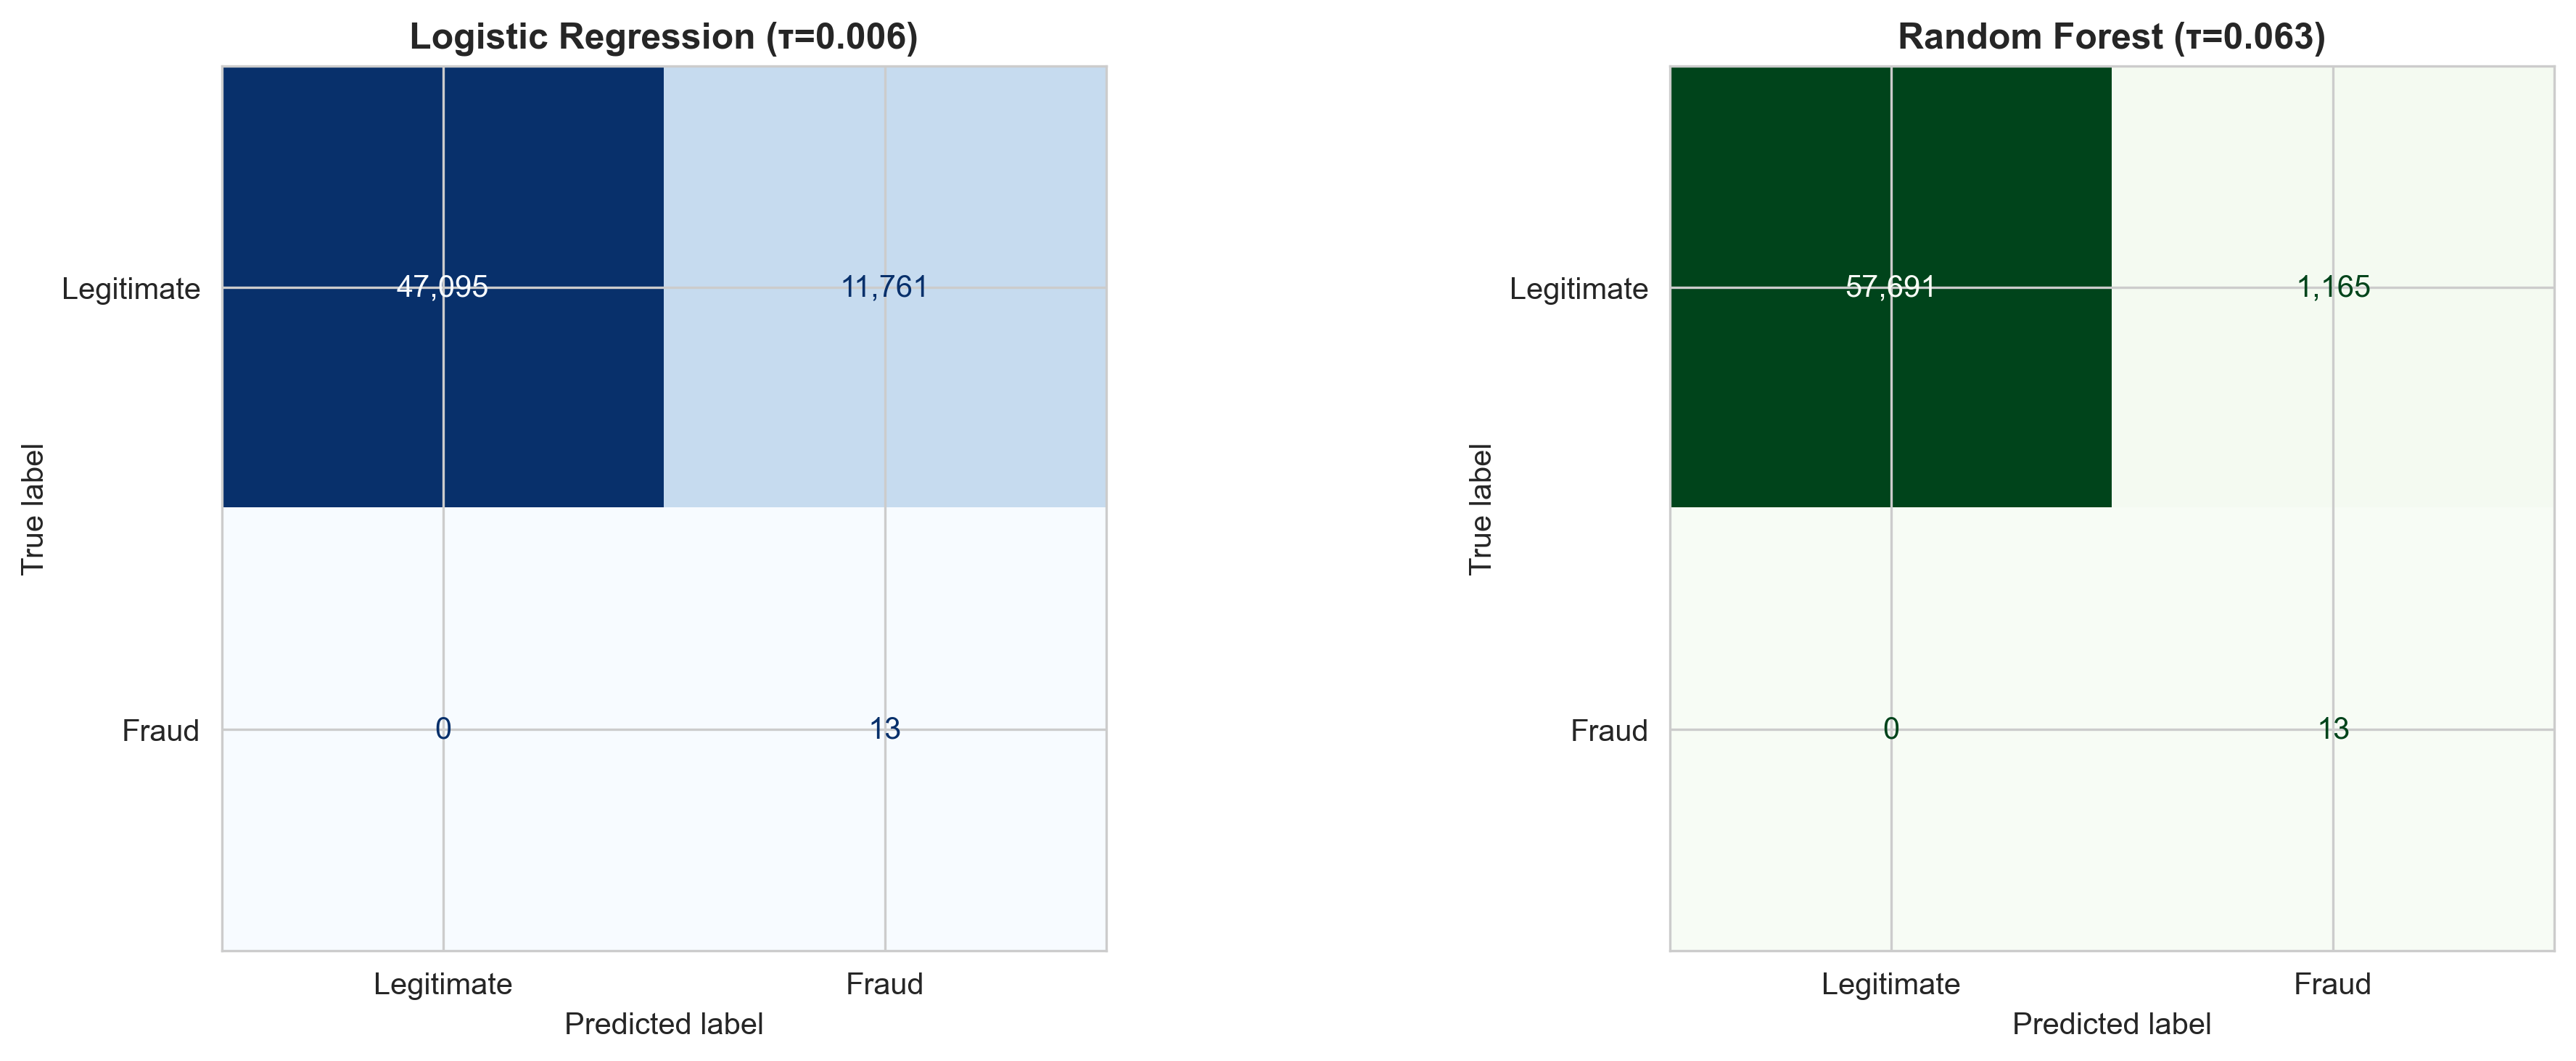 Logistic Regression (τ=0.006)
True label
Legitimate
47,095
11,761
Fraud
0
13
Legitimate
Fraud
Predicted label
Random Forest (τ=0.063)
True label
Legitimate
57,691
1,165
Fraud
0
13
Legitimate
Fraud
Predicted label